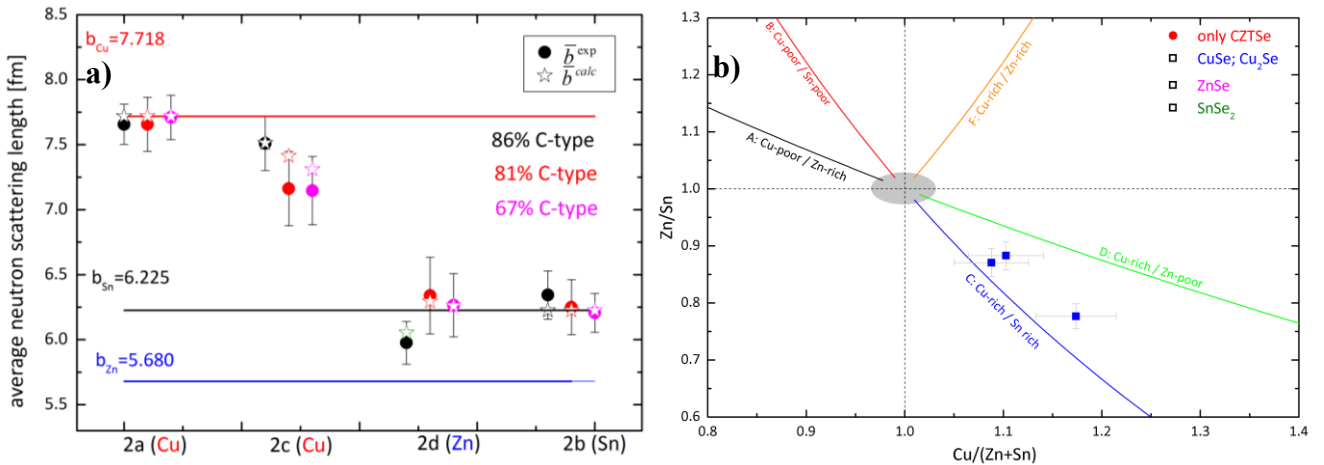 a)
b_Cu=7.718
b̄^exp
b̄^calc
86% C-type
81% C-type
67% C-type
b_Sn=6.225
b_Zn=5.680
average neutron scattering length [fm]
8.5
8.0
7.5
7.0
6.5
6.0
5.5
2a (Cu)
2c (Cu)
2d (Zn)
2b (Sn)
b)
only CZTSe
CuSe; Cu₂Se
ZnSe
SnSe₂
B: Cu-poor / Sn-poor
F: Cu-rich / Zn-rich
A: Cu-poor / Zn-rich
D: Cu-rich / Zn-poor
C: Cu-rich / Sn rich
Zn/Sn
1.3
1.2
1.1
1.0
0.9
0.8
0.7
0.6
0.8
0.9
1.0
1.1
1.2
1.3
1.4
Cu/(Zn+Sn)